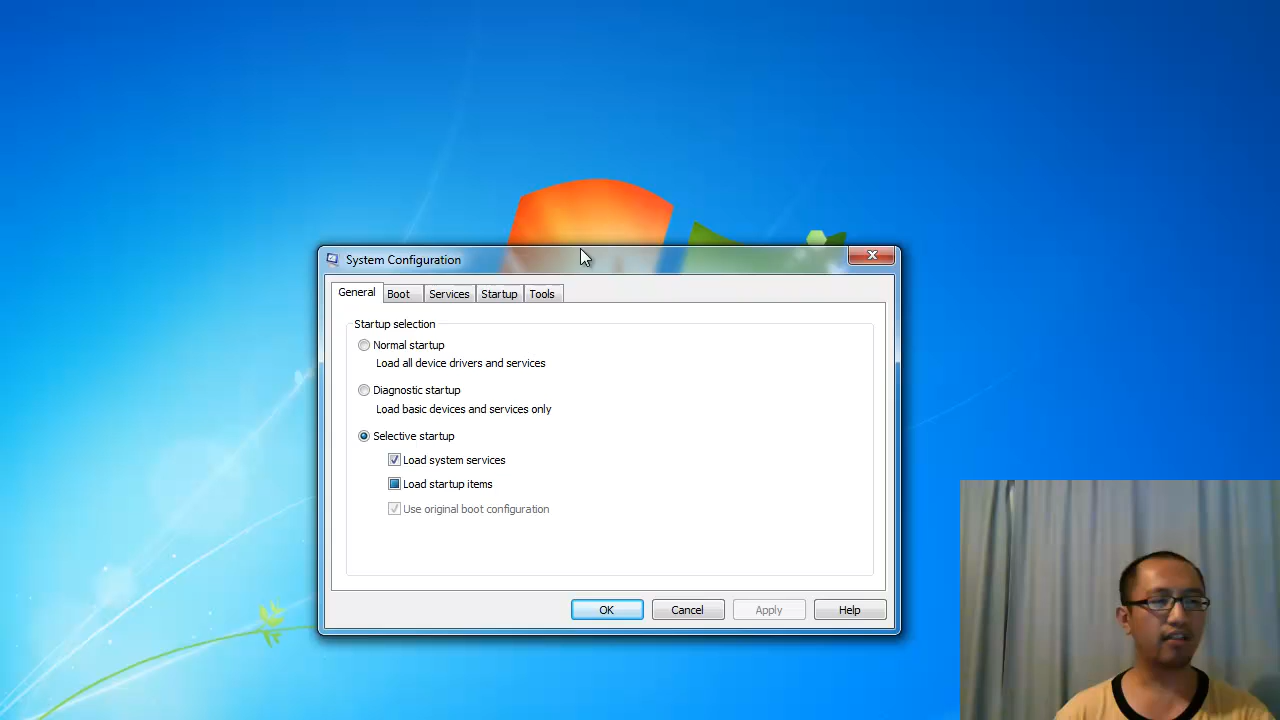 System Configuration
General Boot Services Startup Tools
Startup selection
Normal startup
Load all device drivers and services
Diagnostic startup
Load basic devices and services only
Selective startup
Load system services
Load startup items
Use original boot configuration
OK Cancel Apply Help